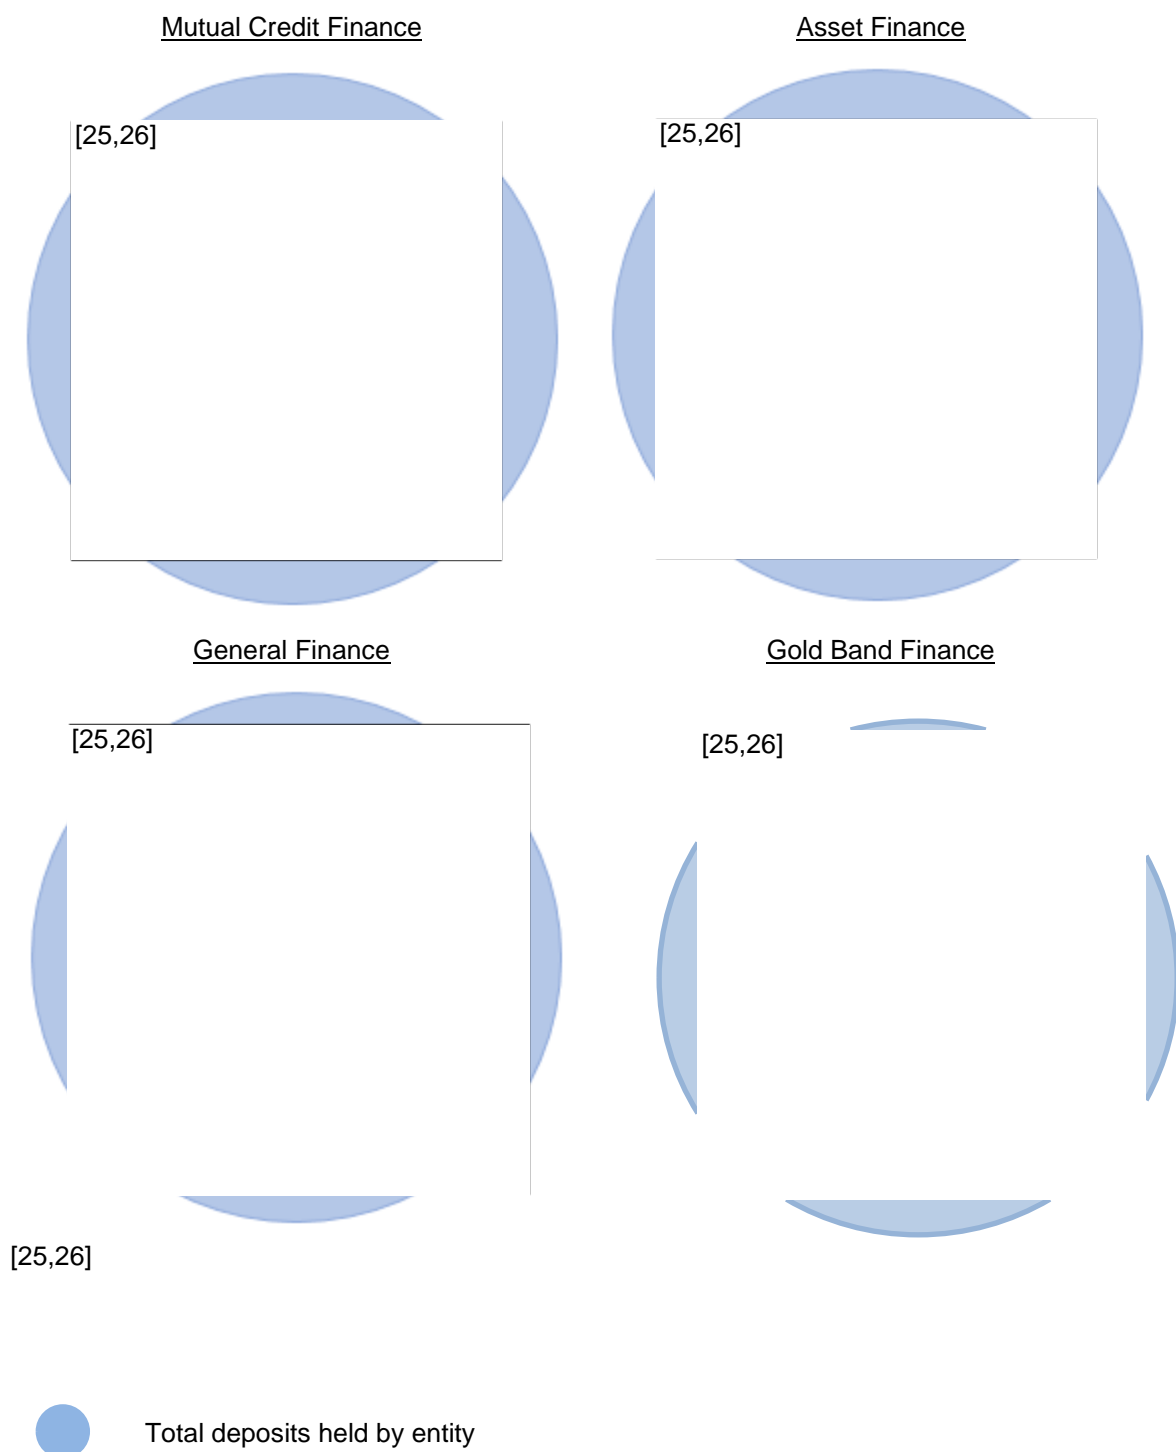 Mutual Credit Finance
Asset Finance
[25,26]
[25,26]
General Finance
Gold Band Finance
[25,26]
[25,26]
[25,26]
Total deposits held by entity